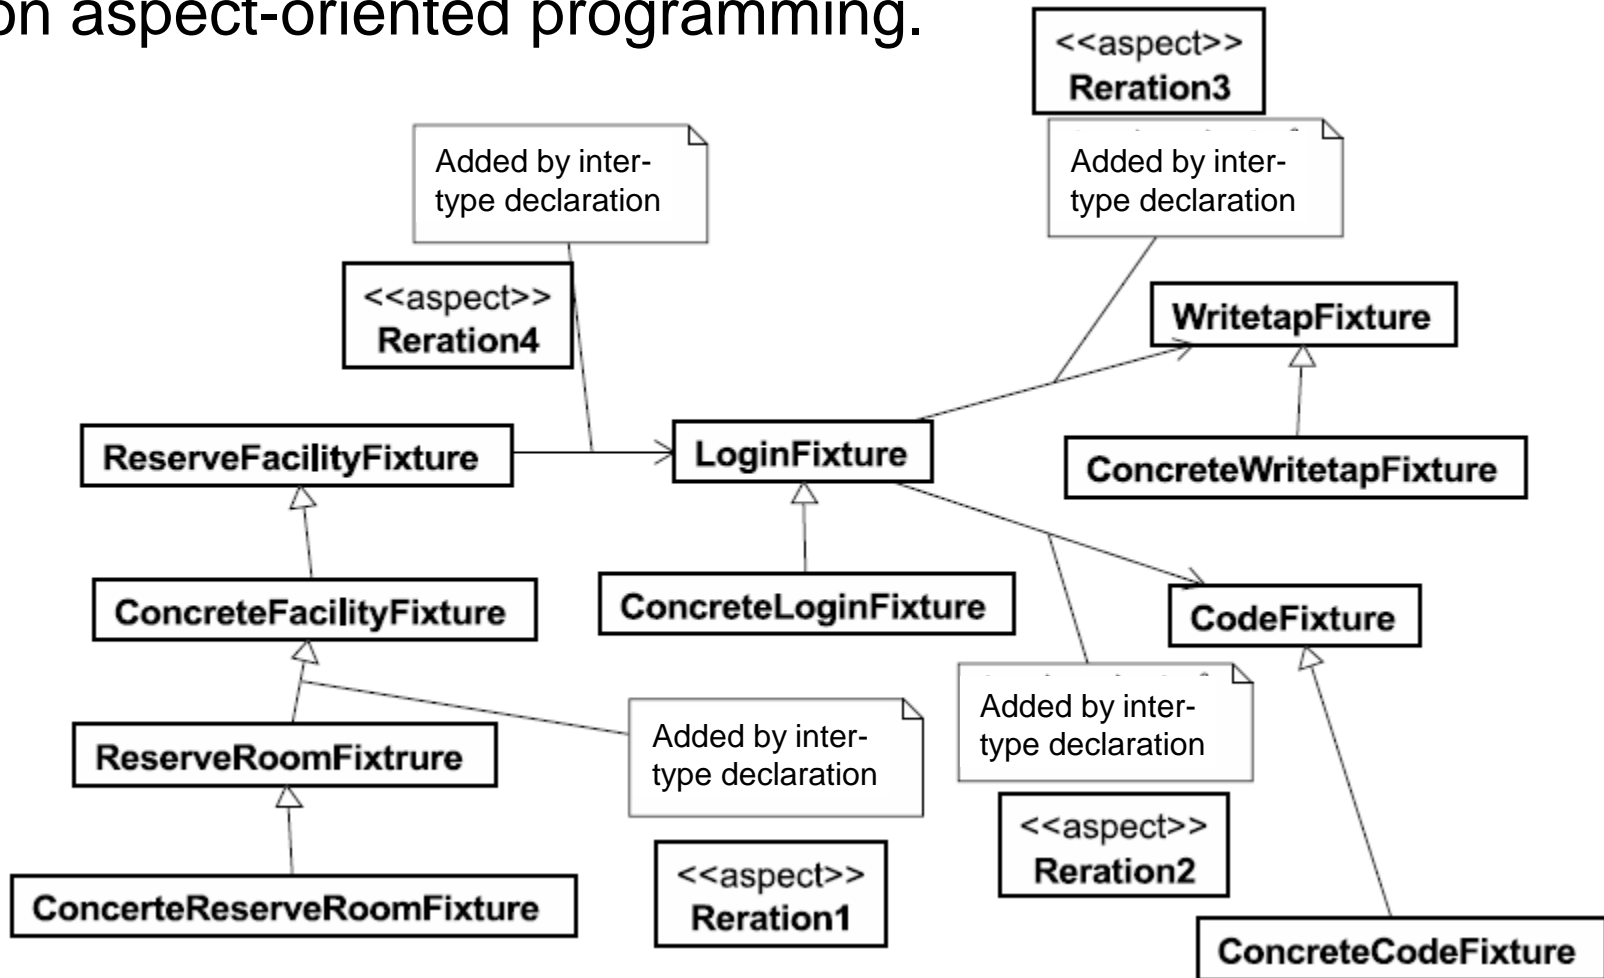 on aspect-oriented programming.
<<aspect>>
Reration3
Added by inter-
type declaration
Added by inter-
type declaration
<<aspect>>
Reration4
WritetapFixture
ReserveFacilityFixture
LoginFixture
ConcreteWritetapFixture
ConcreteFacilityFixture
ConcreteLoginFixture
CodeFixture
Added by inter-
type declaration
Added by inter-
type declaration
ReserveRoomFixtrure
<<aspect>>
Reration2
<<aspect>>
Reration1
ConcerteReserveRoomFixture
ConcreteCodeFixture